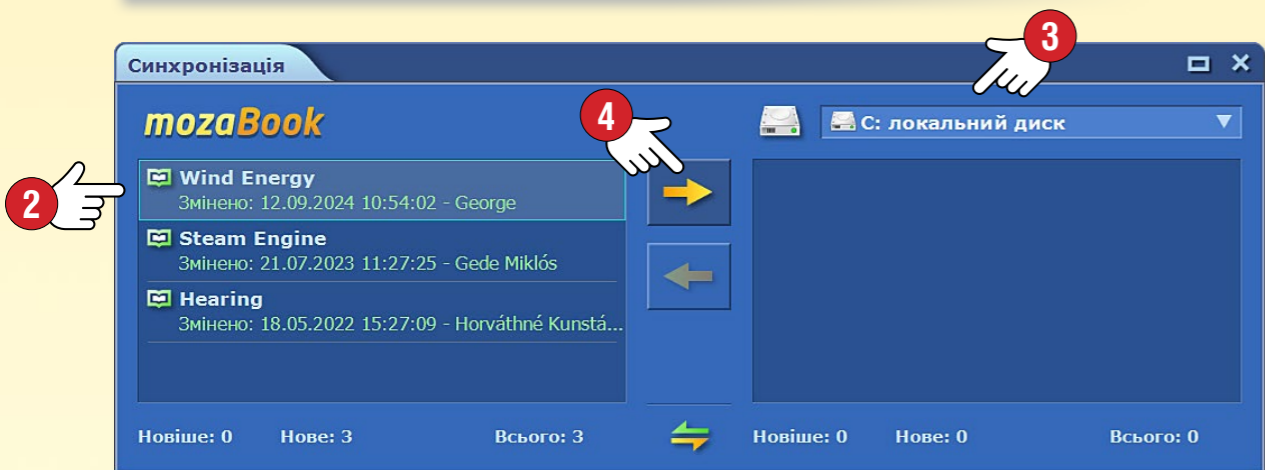 3
Синхронізація
4
mozaBook
C: локальний диск
2
Wind Energy
Змінено: 12.09.2024 10:54:02 - George
Steam Engine
Змінено: 21.07.2023 11:27:25 - Gede Miklós
Hearing
Змінено: 18.05.2022 15:27:09 - Horváthné Kunstá...
Новіше: 0 Нове: 3 Всього: 3
Новіше: 0 Нове: 0 Всього: 0